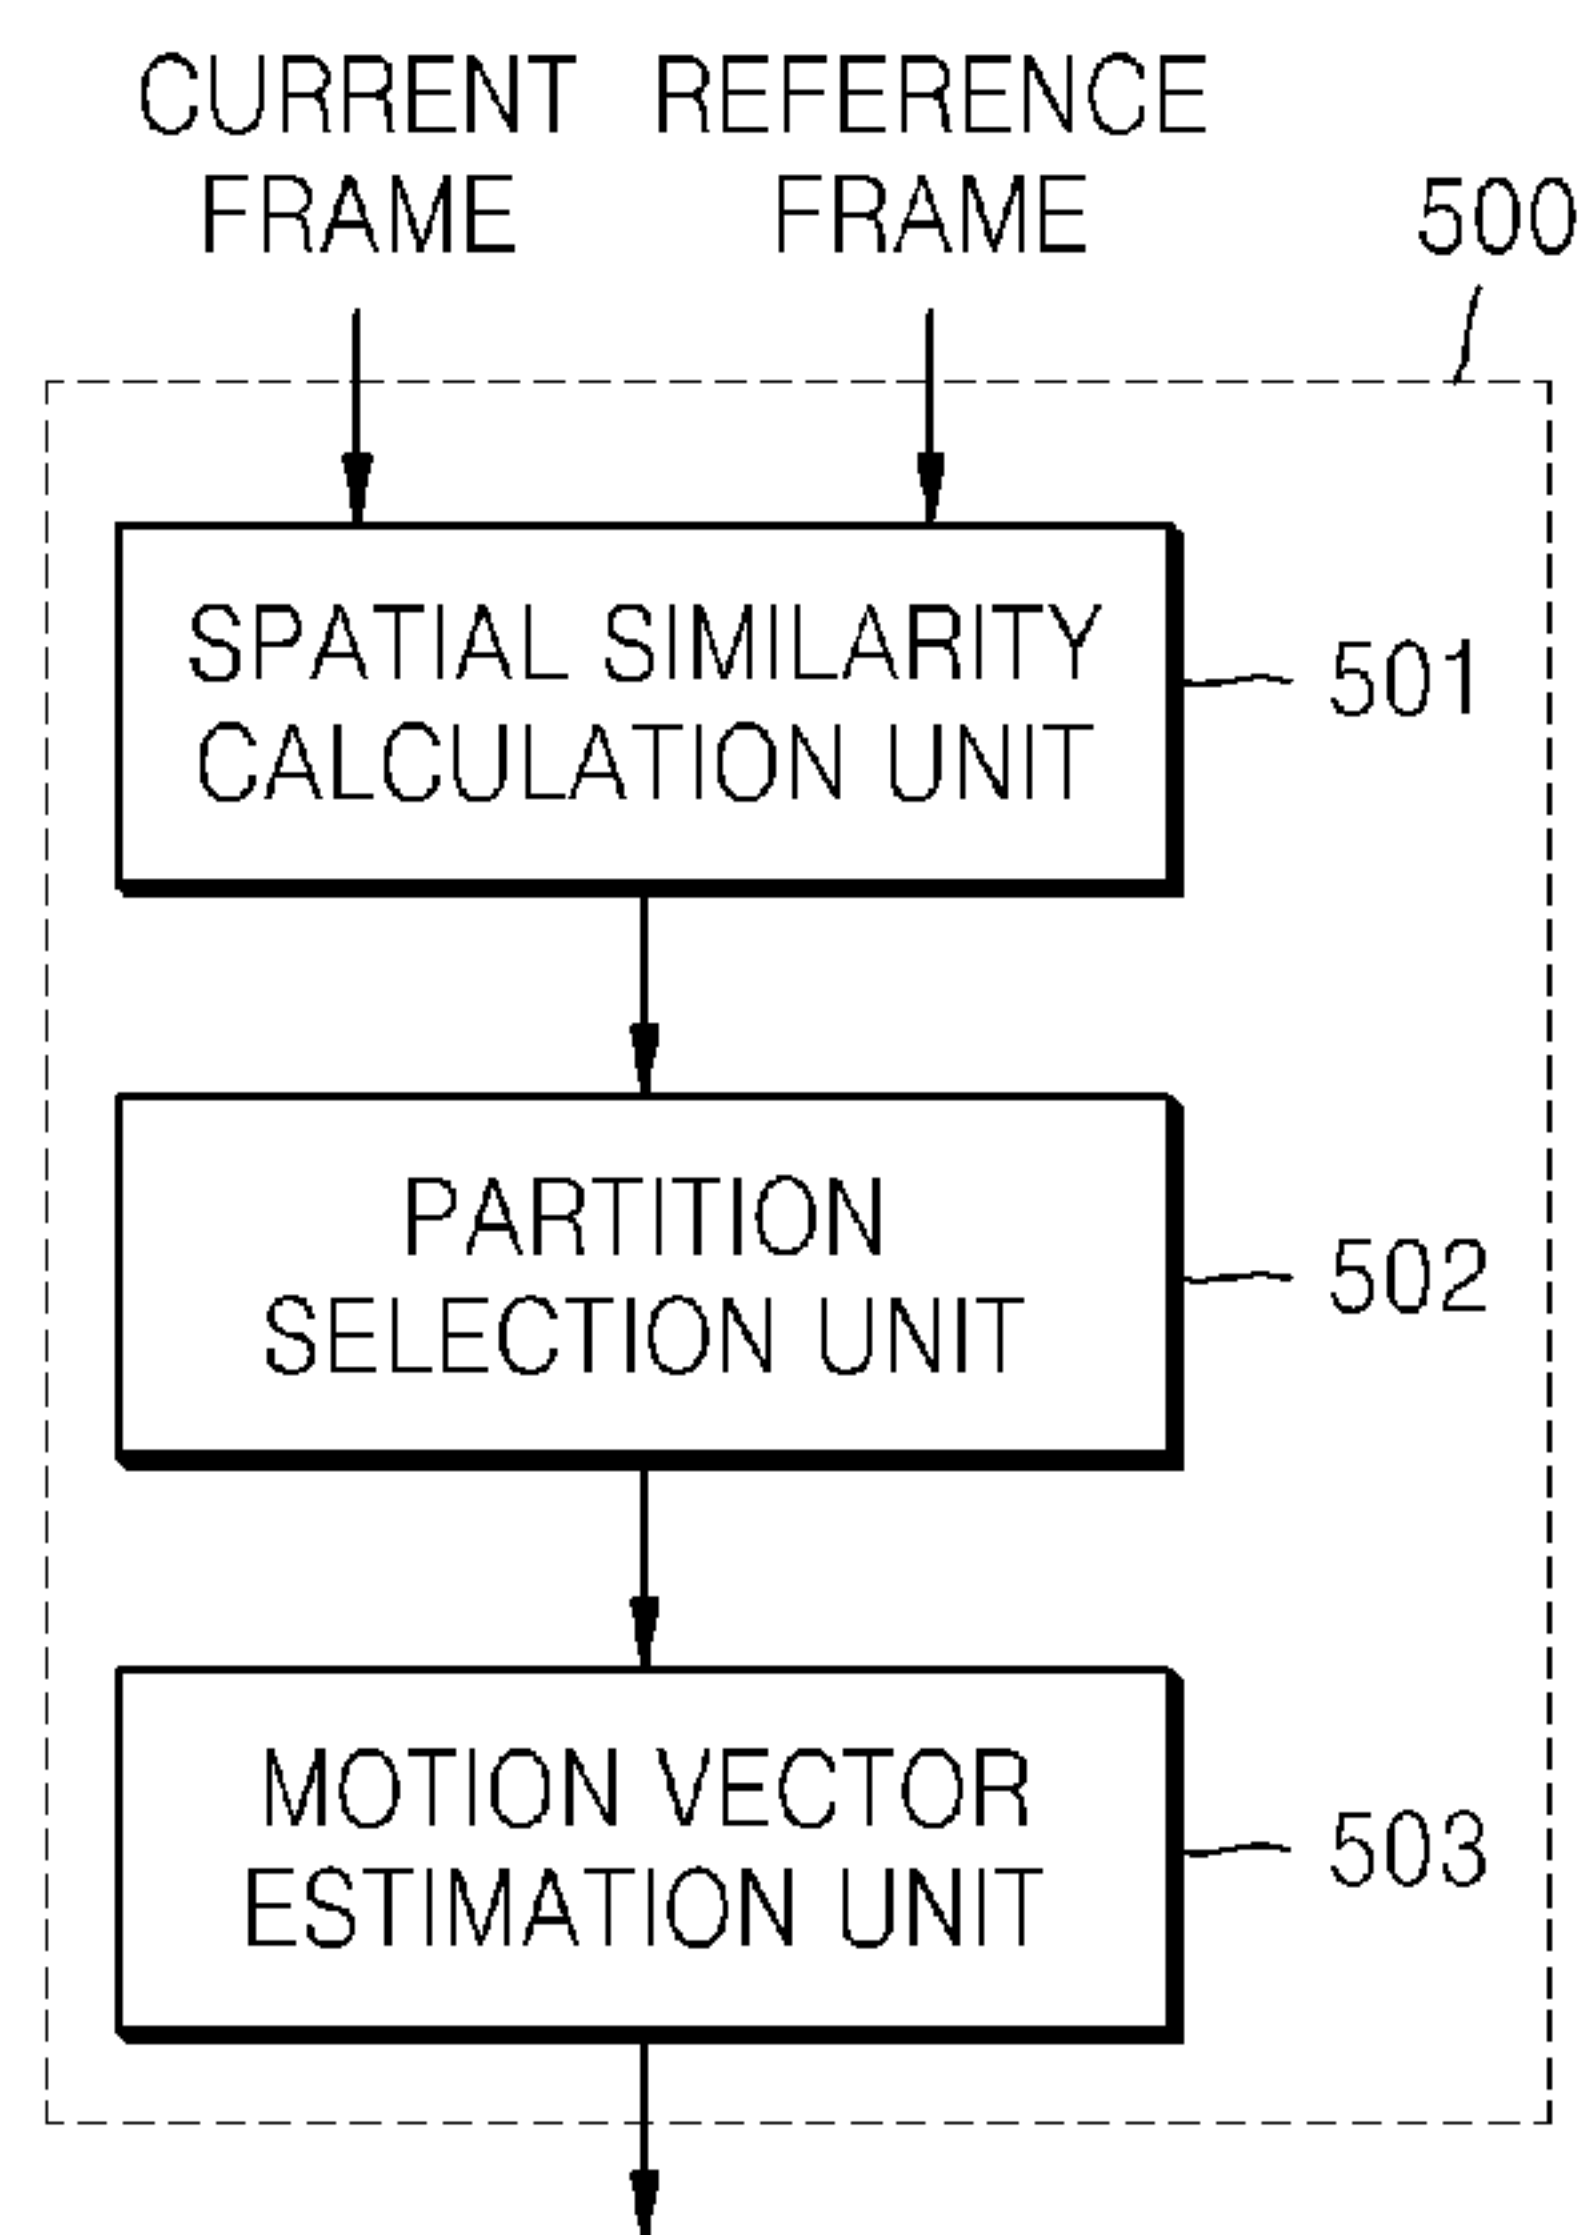 CURRENT FRAME
REFERENCE FRAME
500
SPATIAL SIMILARITY
CALCULATION UNIT
501
PARTITION
SELECTION UNIT
502
MOTION VECTOR
ESTIMATION UNIT
503